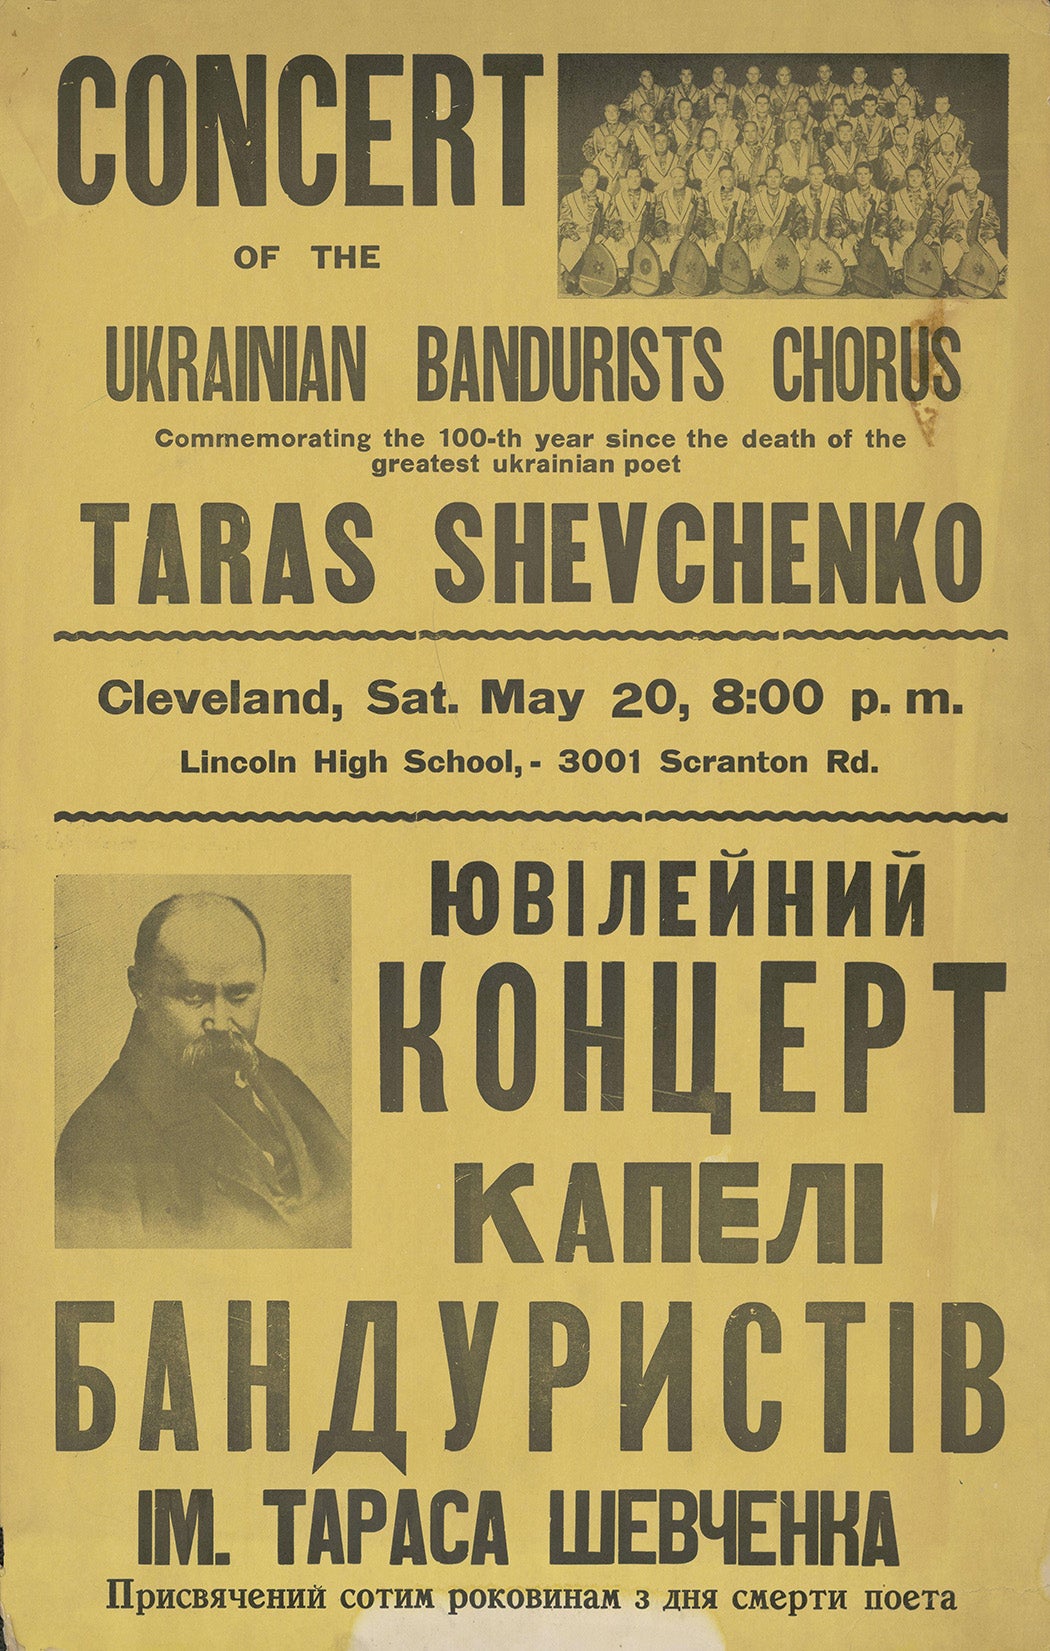 CONCERT
OF THE
UKRAINIAN BANDURISTS CHORUS
Commemorating the 100-th year since the death of the
greatest ukrainian poet
TARAS SHEVCHENKO
Cleveland, Sat. May 20, 8:00 p. m.
Lincoln High School, - 3001 Scranton Rd.
ЮВІЛЕЙНИЙ
КОНЦЕРТ
КАПЕЛІ
БАНДУРИСТІВ
ІМ. ТАРАСА ШЕВЧЕНКА
Присвячений сотим роковинам з дня смерти поета